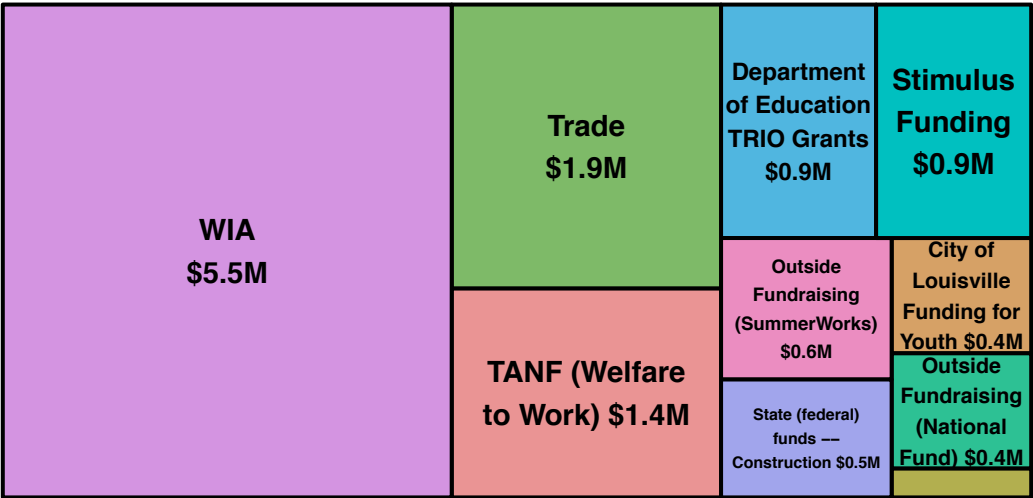 WIA
$5.5M
Trade
$1.9M
TANF (Welfare
to Work) $1.4M
Department
of Education
TRIO Grants
$0.9M
Stimulus
Funding
$0.9M
Outside
Fundraising
(SummerWorks)
$0.6M
State (federal)
funds −−
Construction $0.5M
City of
Louisville
Funding for
Youth $0.4M
Outside
Fundraising
(National
Fund) $0.4M